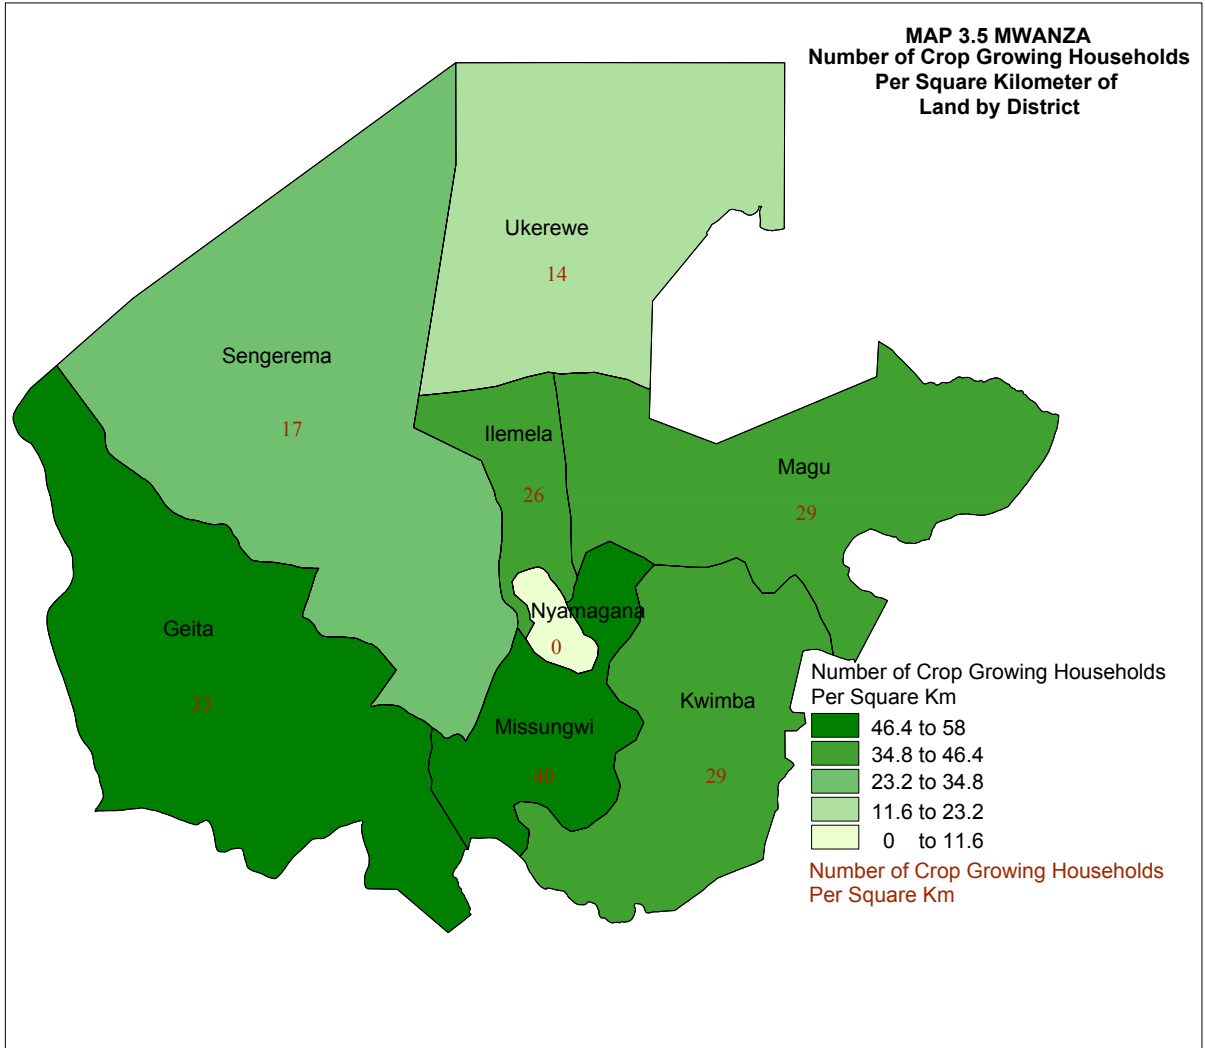 MAP 3.5 MWANZA
Number of Crop Growing Households
Per Square Kilometer of
Land by District
Ukerewe
14
Sengerema
17
Ilemela
26
Magu
29
Nyamagana
0
Geita
33
Missungwi
40
Kwimba
29
Number of Crop Growing Households
Per Square Km
46.4 to 58
34.8 to 46.4
23.2 to 34.8
11.6 to 23.2
0 to 11.6
Number of Crop Growing Households
Per Square Km